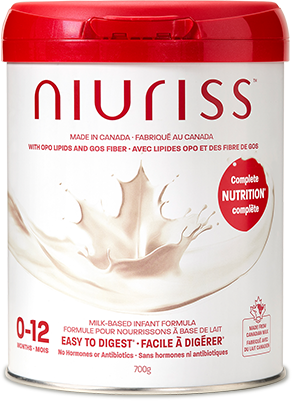 niuriss™
MADE IN CANADA • FABRIQUÉ AU CANADA
WITH OPO LIPIDS AND GOS FIBER • AVEC LIPIDES OPO ET DES FIBRE DE GOS
Complete
NUTRITION*
complète
0-12
MONTHS • MOIS
MILK-BASED INFANT FORMULA
FORMULE POUR NOURRISSONS À BASE DE LAIT
EASY TO DIGEST* • FACILE À DIGÉRER*
No Hormones or Antibiotics • Sans hormones ni antibiotiques
700g
MADE FROM
CANADIAN MILK
FABRIQUÉ AVEC
DU LAIT CANADIEN